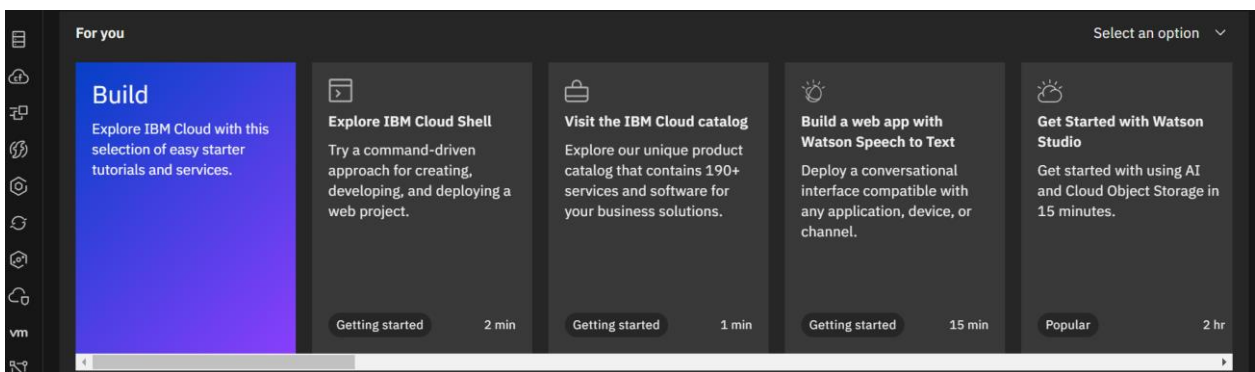 For you
Select an option
Build
Explore IBM Cloud with this
selection of easy starter
tutorials and services.
Explore IBM Cloud Shell
Try a command-driven
approach for creating,
developing, and deploying a
web project.
Getting started
2 min
Visit the IBM Cloud catalog
Explore our unique product
catalog that contains 190+
services and software for
your business solutions.
Getting started
1 min
Build a web app with
Watson Speech to Text
Deploy a conversational
interface compatible with
any application, device, or
channel.
Getting started
15 min
Get Started with Watson
Studio
Get started with using AI
and Cloud Object Storage in
15 minutes.
Popular
2 hr
cf
vm